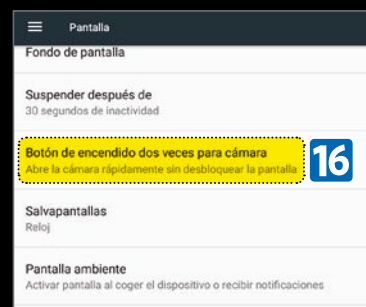 Pantalla
Fondo de pantalla
Suspender después de
30 segundos de inactividad
Botón de encendido dos veces para cámara
Abre la cámara rápidamente sin desbloquear la pantalla
16
Salvapantallas
Reloj
Pantalla ambiente
Activar pantalla al coger el dispositivo o recibir notificaciones